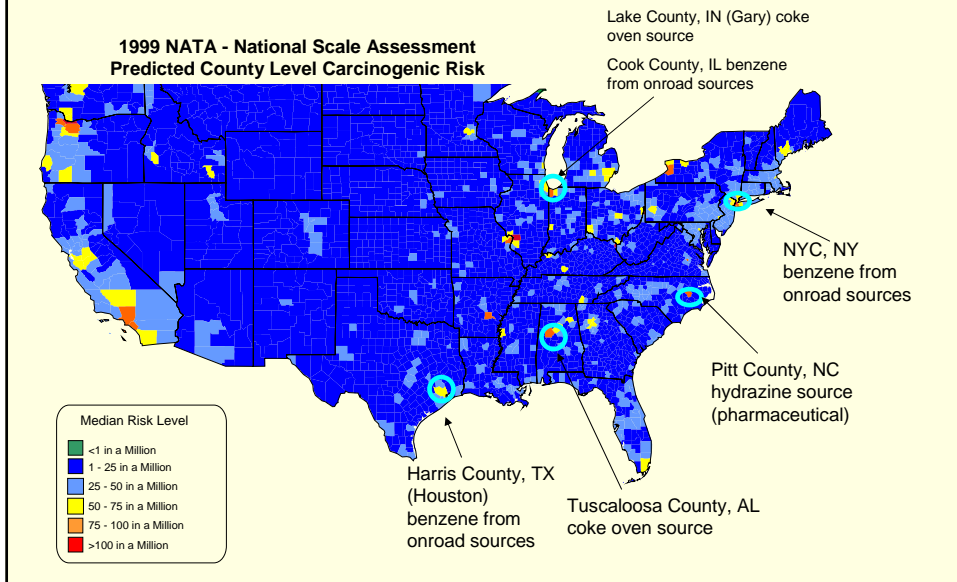 Lake County, IN (Gary) coke
oven source
Cook County, IL benzene
from onroad sources
1999 NATA - National Scale Assessment
Predicted County Level Carcinogenic Risk
NYC, NY
benzene from
onroad sources
Pitt County, NC
hydrazine source
(pharmaceutical)
Harris County, TX
(Houston)
benzene from
onroad sources
Tuscaloosa County, AL
coke oven source
Median Risk Level
<1 in a Million
1 - 25 in a Million
25 - 50 in a Million
50 - 75 in a Million
75 - 100 in a Million
>100 in a Million